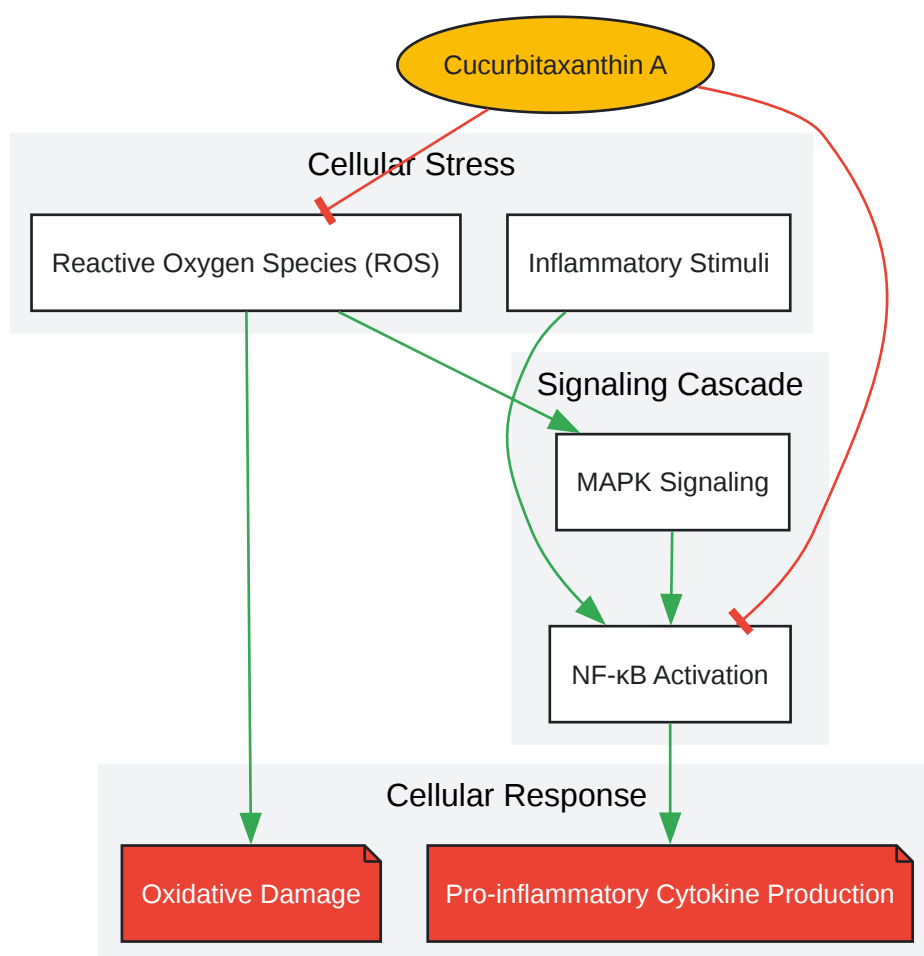 Cucurbitaxanthin A
Cellular Stress
Reactive Oxygen Species (ROS)
Inflammatory Stimuli
Signaling Cascade
MAPK Signaling
NF-κB Activation
Cellular Response
Oxidative Damage
Pro-inflammatory Cytokine Production